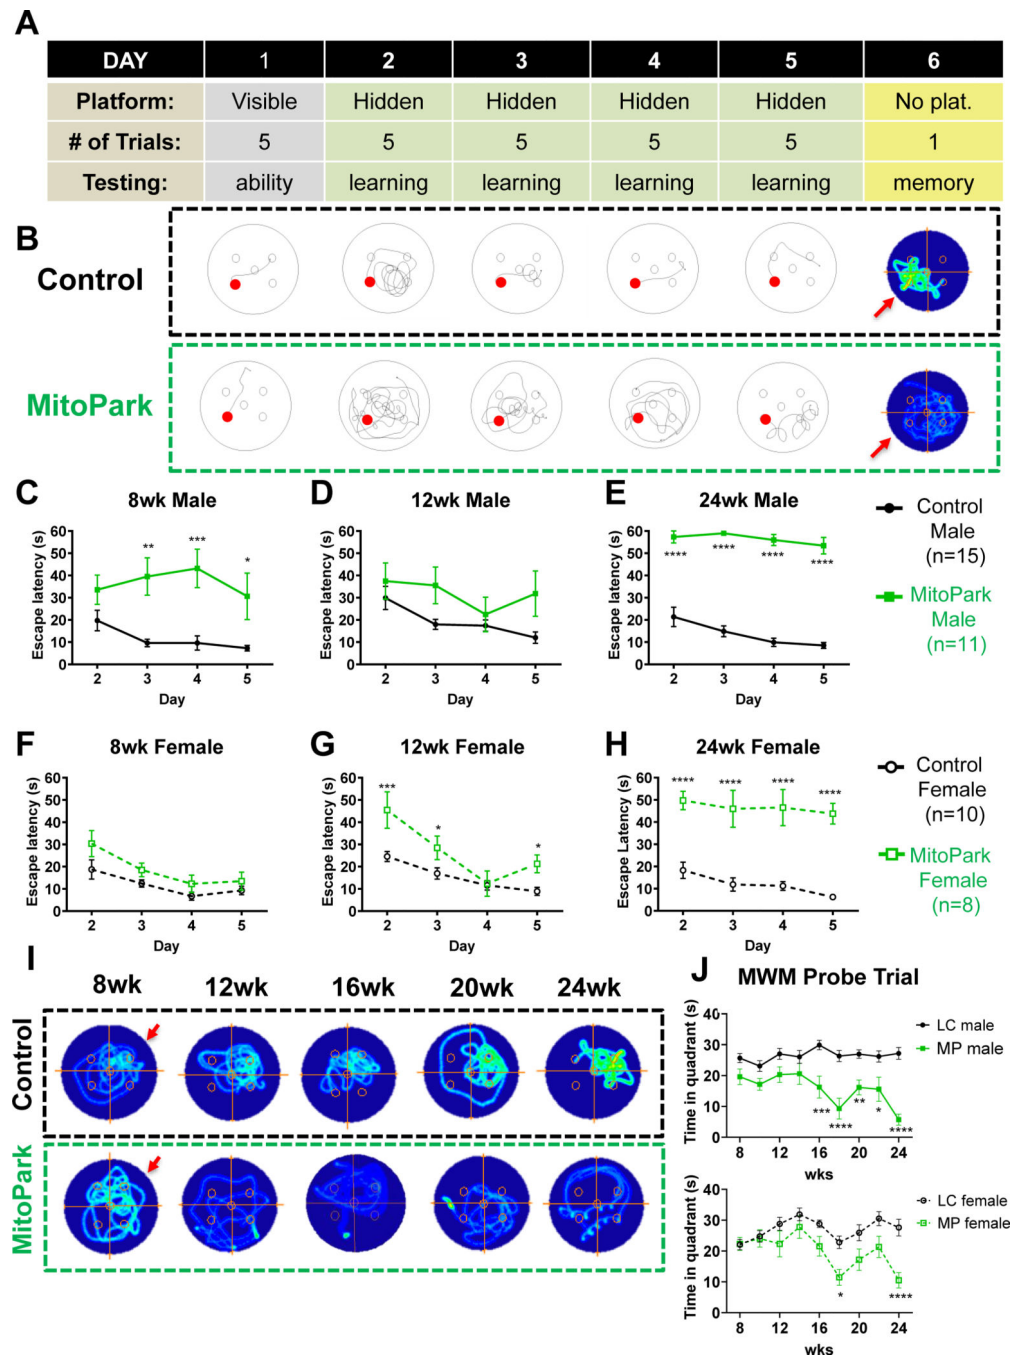 A
DAY 1 2 3 4 5 6
Platform: Visible Hidden Hidden Hidden Hidden No plat.
# of Trials: 5 5 5 5 5 1
Testing: ability learning learning learning learning memory
B
Control
MitoPark
C 8wk Male
Escape latency (s)
60
50
40
30
20
10
0
** *** *
2 3 4 5
Day
D 12wk Male
Escape latency (s)
60
50
40
30
20
10
0
2 3 4 5
Day
E 24wk Male
Escape latency (s)
60
50
40
30
20
10
0
**** **** **** ****
2 3 4 5
Day
Control
Male
(n=15)
MitoPark
Male
(n=11)
F 8wk Female
Escape latency (s)
60
50
40
30
20
10
0
2 3 4 5
Day
G 12wk Female
Escape latency (s)
60
50
40
30
20
10
0
*** * *
2 3 4 5
Day
H 24wk Female
Escape Latency (s)
60
50
40
30
20
10
0
**** **** **** ****
2 3 4 5
Day
Control
Female
(n=10)
MitoPark
Female
(n=8)
I
8wk 12wk 16wk 20wk 24wk
Control
MitoPark
J MWM Probe Trial
Time in quadrant (s)
40
30
20
10
0
*** **** ** * ****
8 12 16 20 24
wks
LC male
MP male
Time in quadrant (s)
40
30
20
10
0
* ****
8 12 16 20 24
wks
LC female
MP female